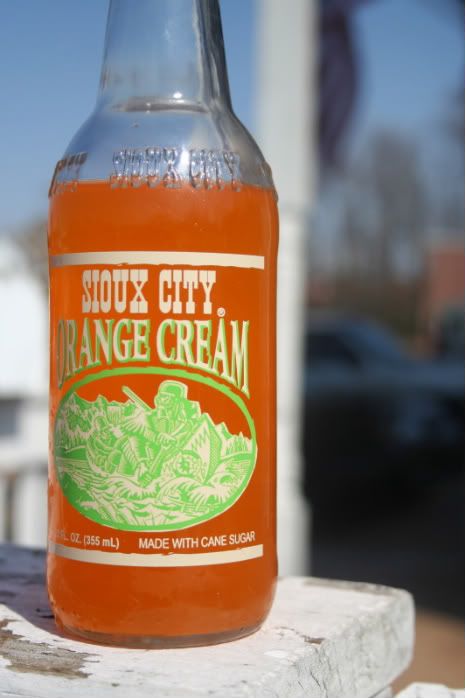 SIOUX CITY
SIOUX CITY
ORANGE CREAM®
FL. OZ. (355 mL) MADE WITH CANE SUGAR